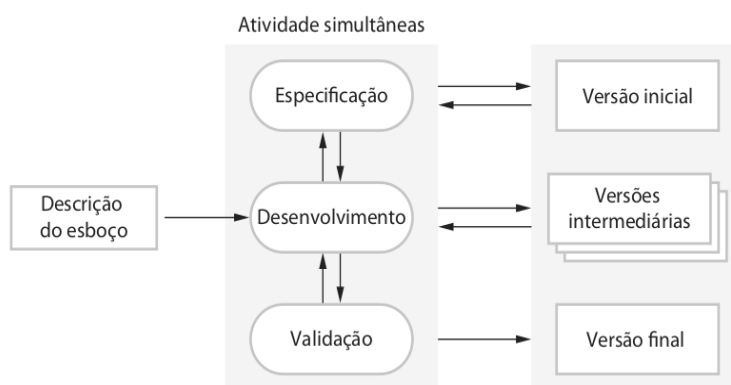 Atividade simultâneas
Especificação
Versão inicial
Descrição
do esboço
Desenvolvimento
Versões
intermediárias
Validação
Versão final